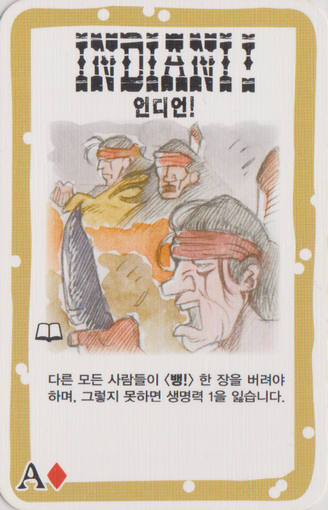 INDIANI!
인디언!
다른 모든 사람들이 〈뱅!〉 한 장을 버려야
하며, 그렇지 못하면 생명력 1을 잃습니다.
A♦